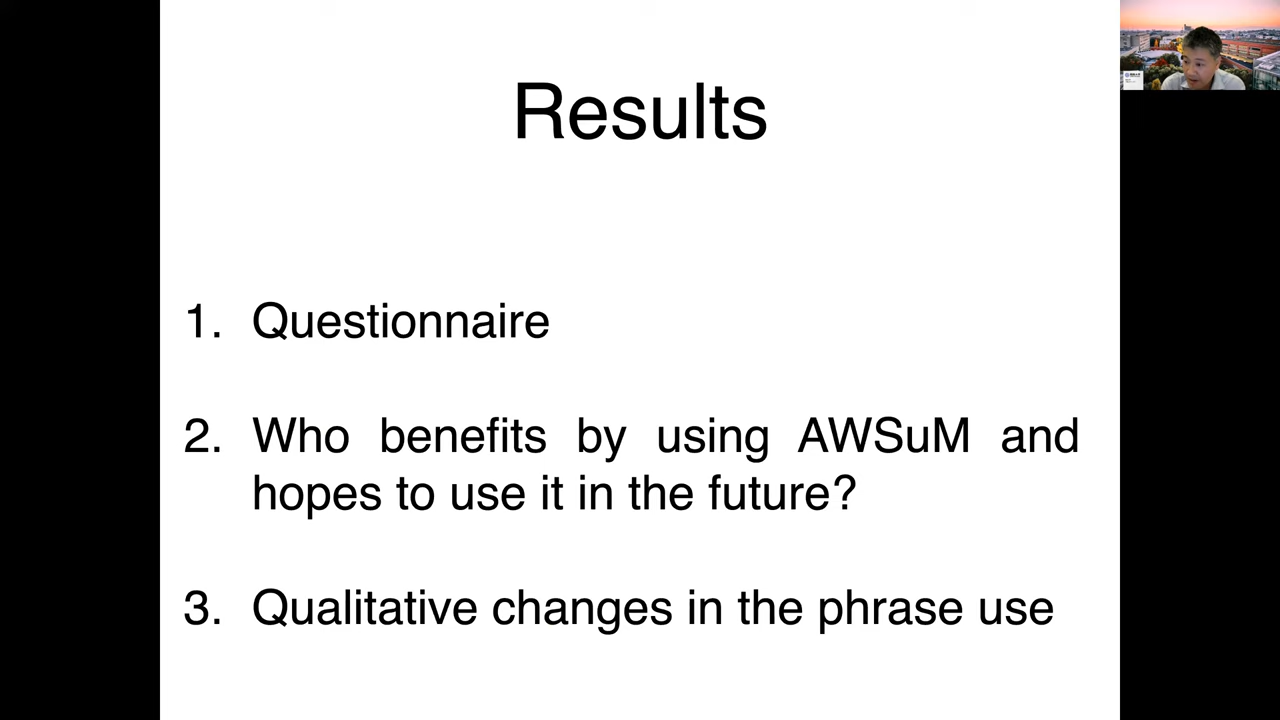 Results
1. Questionnaire
2. Who benefits by using AWSuM and
hopes to use it in the future?
3. Qualitative changes in the phrase use